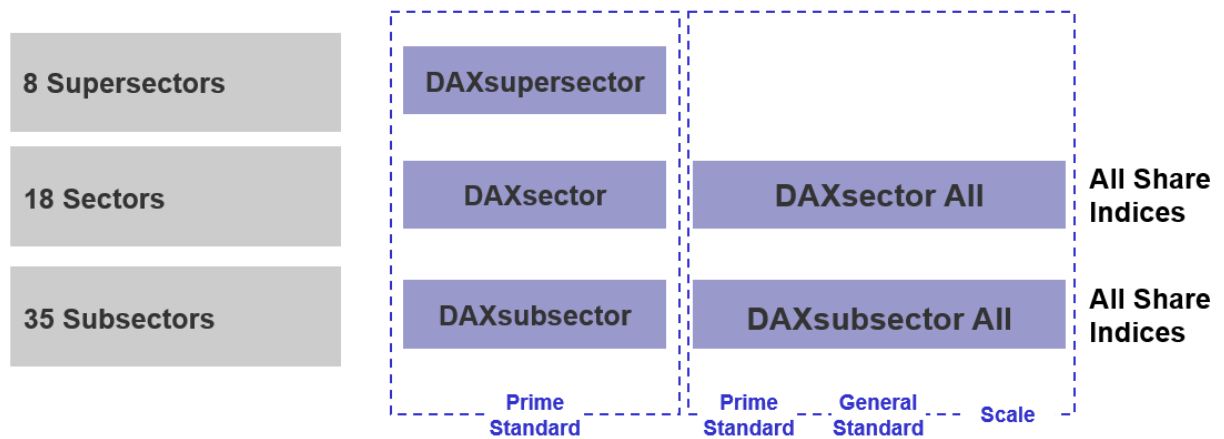 8 Supersectors
DAXsupersector
18 Sectors
DAXsector
DAXsector All
All Share
Indices
35 Subsectors
DAXsubsector
DAXsubsector All
All Share
Indices
Prime
Standard
Prime
Standard
General
Standard
Scale